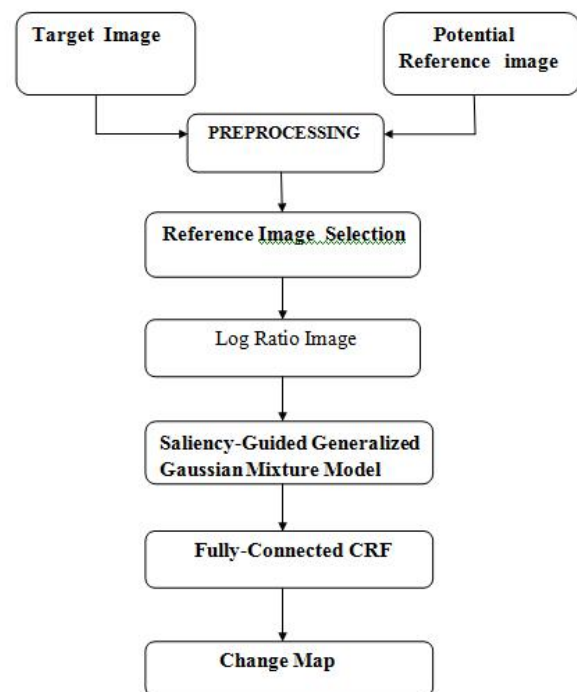 Target Image
Potential
Reference image
PREPROCESSING
Reference Image Selection
Log Ratio Image
Saliency-Guided Generalized
Gaussian Mixture Model
Fully-Connected CRF
Change Map